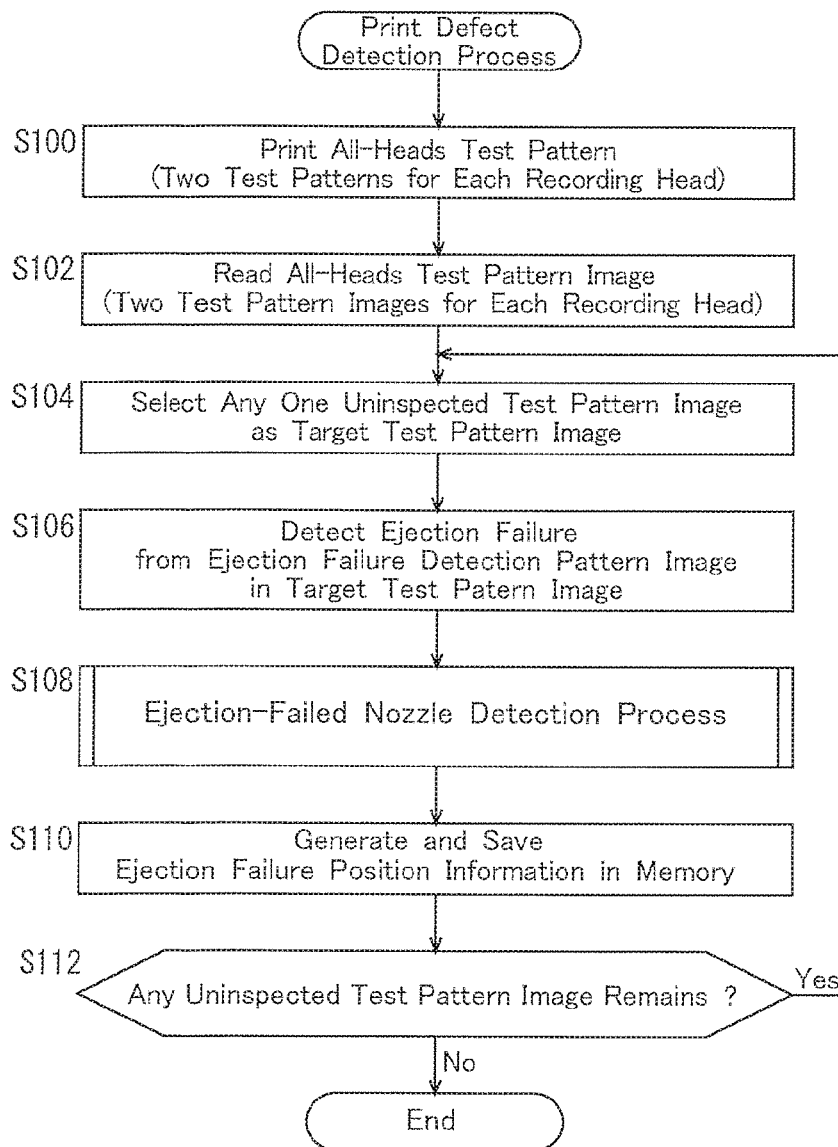 Print Defect
Detection Process
S100
Print All-Heads Test Pattern
(Two Test Patterns for Each Recording Head)
S102
Read All-Heads Test Pattern Image
(Two Test Pattern Images for Each Recording Head)
S104
Select Any One Uninspected Test Pattern Image
as Target Test Pattern Image
S106
Detect Ejection Failure
from Ejection Failure Detection Pattern Image
in Target Test Patern Image
S108
Ejection-Failed Nozzle Detection Process
S110
Generate and Save
Ejection Failure Position Information in Memory
S112
Any Uninspected Test Pattern Image Remains ?
Yes
No
End